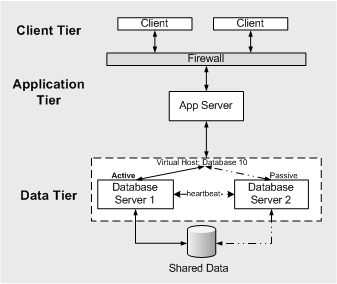 Client Tier
Client
Client
Firewall
Application
Tier
App Server
Virtual Host: Database 10
Active
Passive
Data Tier
Database
Server 1
heartbeat
Database
Server 2
Shared Data